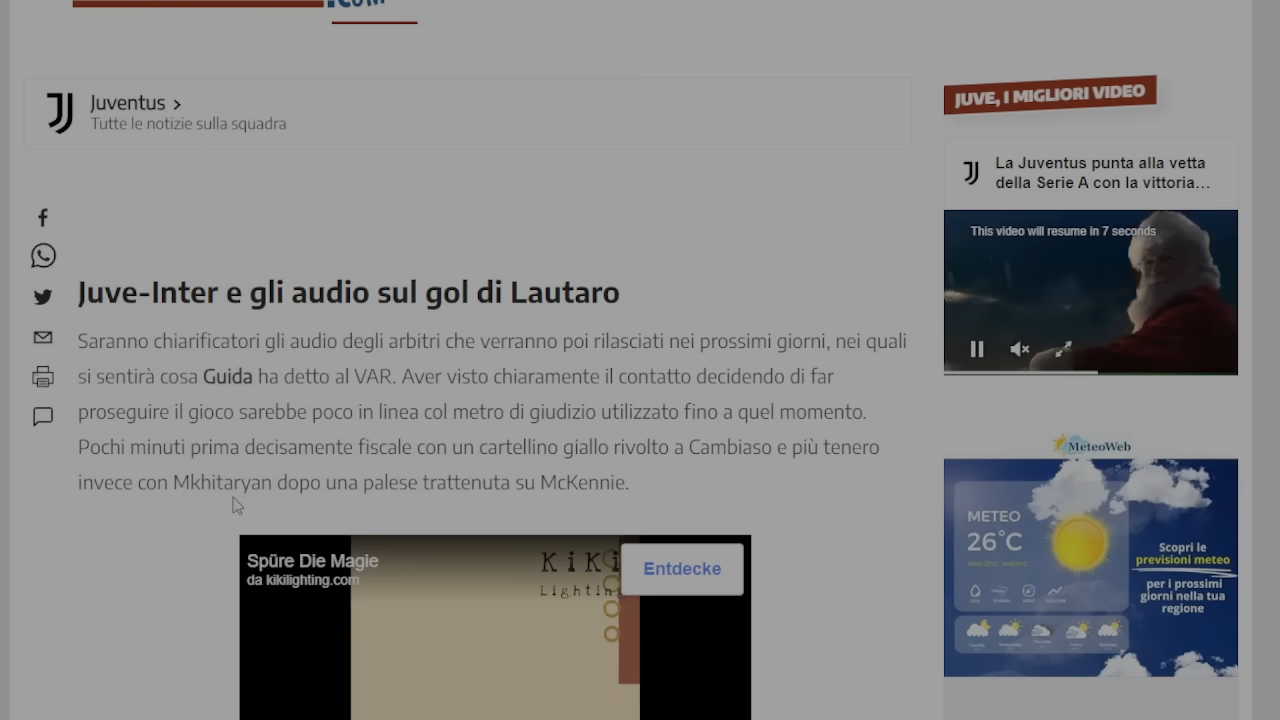 .com
Juventus >
Tutte le notizie sulla squadra
Juve-Inter e gli audio sul gol di Lautaro
Saranno chiarificatori gli audio degli arbitri che verranno poi rilasciati nei prossimi giorni, nei quali
si sentirà cosa Guida ha detto al VAR. Aver visto chiaramente il contatto decidendo di far
proseguire il gioco sarebbe poco in linea col metro di giudizio utilizzato fino a quel momento.
Pochi minuti prima decisamente fiscale con un cartellino giallo rivolto a Cambiaso e più tenero
invece con Mkhitaryan dopo una palese trattenuta su McKennie.
Spüre Die Magie
da kikilighting.com
KiKi
Lighting
Entdecke
JUVE, I MIGLIORI VIDEO
La Juventus punta alla vetta
della Serie A con la vittoria...
This video will resume in 7 seconds
MeteoWeb
METEO
26°C
Scopri le
previsioni meteo
per i prossimi
giorni nella tua
regione